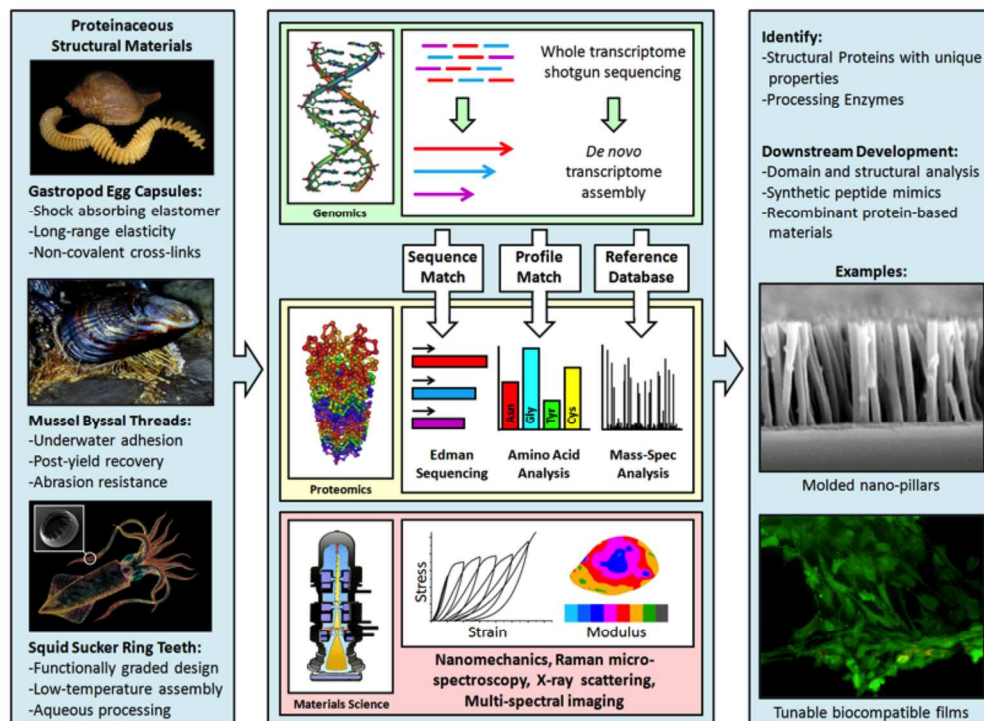 Proteinaceous
Structural Materials
Gastropod Egg Capsules:
-Shock absorbing elastomer
-Long-range elasticity
-Non-covalent cross-links
Mussel Byssal Threads:
-Underwater adhesion
-Post-yield recovery
-Abrasion resistance
Squid Sucker Ring Teeth:
-Functionally graded design
-Low-temperature assembly
-Aqueous processing
Genomics
Whole transcriptome
shotgun sequencing
De novo
transcriptome
assembly
Sequence
Match
Profile
Match
Reference
Database
Proteomics
Asn
Gly
Tyr
Cys
Edman
Sequencing
Amino Acid
Analysis
Mass-Spec
Analysis
Materials Science
Stress
Strain
Modulus
Nanomechanics, Raman micro-
spectroscopy, X-ray scattering,
Multi-spectral imaging
Identify:
-Structural Proteins with unique
properties
-Processing Enzymes
Downstream Development:
-Domain and structural analysis
-Synthetic peptide mimics
-Recombinant protein-based
materials
Examples:
Molded nano-pillars
Tunable biocompatible films